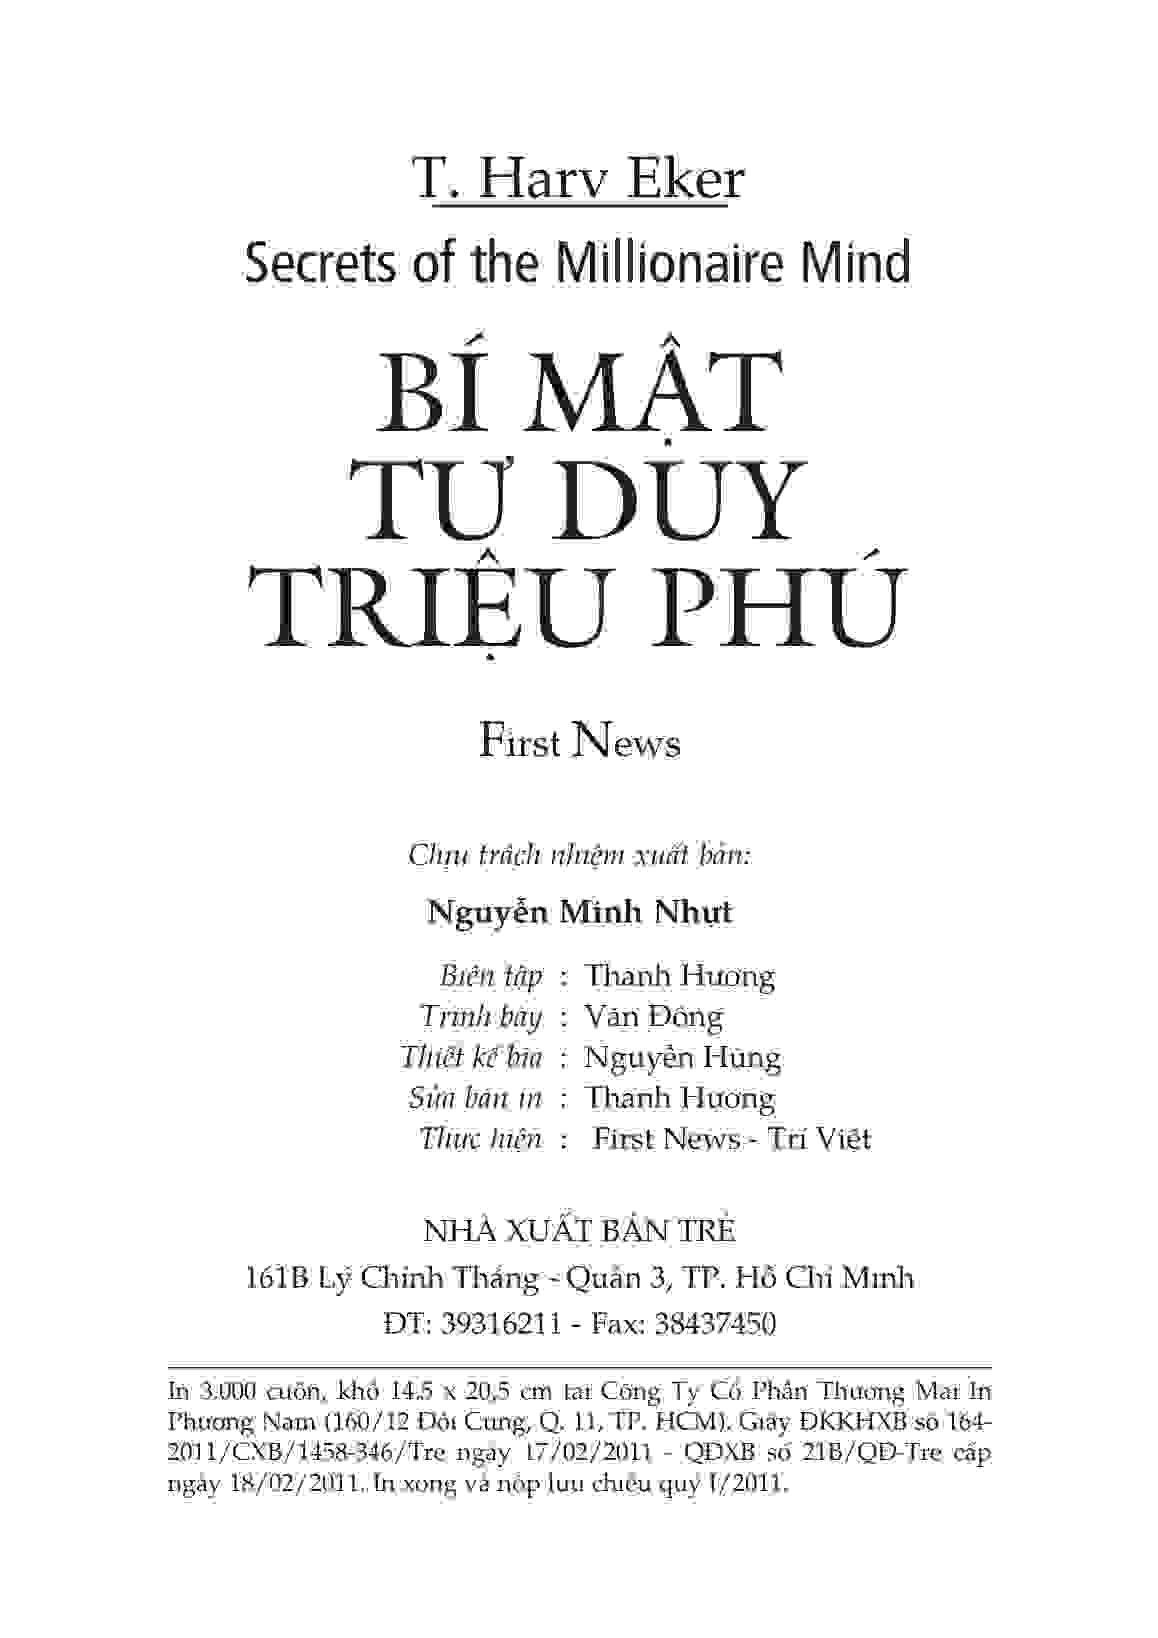 T. Harv Eker
Secrets of the Millionaire Mind
BÍ MẬT
TƯ DUY
TRIỆU PHÚ
First News
Chịu trách nhiệm xuất bản:
Nguyễn Minh Nhựt
Biên tập : Thanh Hương
Trình bày : Văn Đồng
Thiết kế bìa : Nguyễn Hùng
Sửa bản in : Thanh Hương
Thực hiện : First News - Trí Việt
NHÀ XUẤT BẢN TRẺ
161B Lý Chính Thắng - Quận 3, TP. Hồ Chí Minh
ĐT: 39316211 - Fax: 38437450
In 3.000 cuốn, khổ 14,5 x 20,5 cm tại Công Ty Cổ Phần Thương Mại In
Phương Nam (160/12 Đội Cung, Q. 11, TP. HCM). Giấy ĐKKHXB số 164-
2011/CXB/1458-346/Tre ngày 17/02/2011 - QĐXB số 21B/QĐ-Tre cấp
ngày 18/02/2011. In xong và nộp lưu chiểu quý I/2011.